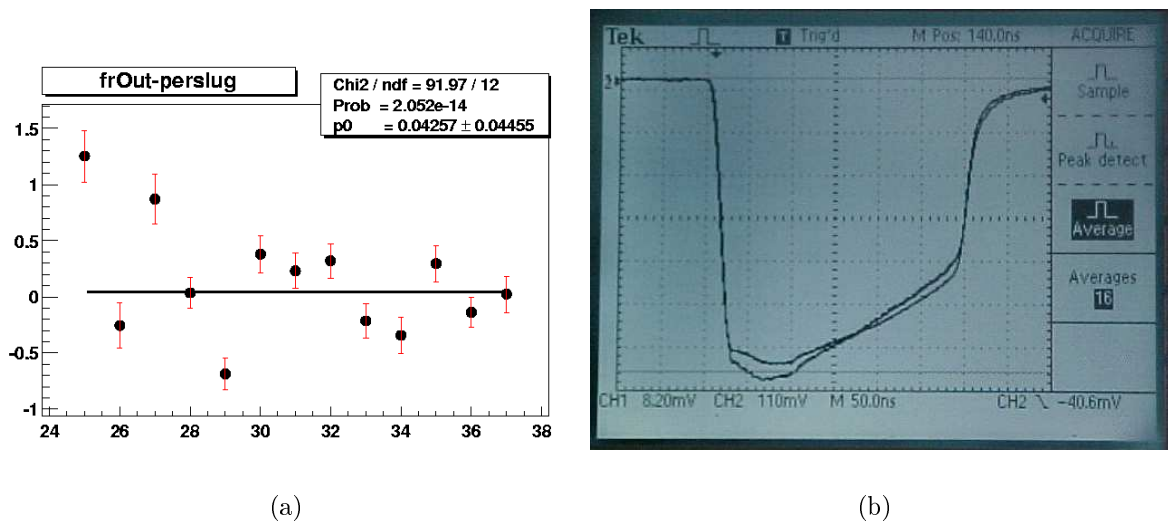 frOut-perslug
Chi2 / ndf = 91.97 / 12
Prob = 2.052e-14
p0 = 0.04257 ± 0.04455
1.5
1
0.5
0
-0.5
-1
24 26 28 30 32 34 36 38
(a)
Tek Trig'd M Pos: 140.0ns ACQUIRE
2
Sample
Peak detect
Average
Averages
16
CH1 8.20mV CH2 110mV M 50.0ns CH2 \ -40.6mV
(b)